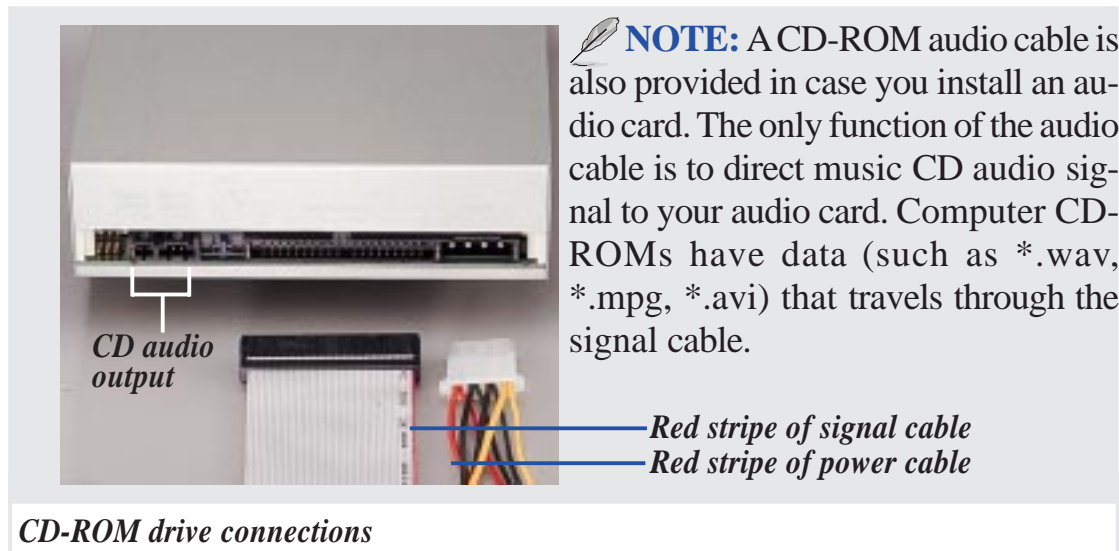 NOTE: A CD-ROM audio cable is
also provided in case you install an au-
dio card. The only function of the audio
cable is to direct music CD audio sig-
nal to your audio card. Computer CD-
ROMs have data (such as *.wav,
*.mpg, *.avi) that travels through the
signal cable.
CD audio
output
Red stripe of signal cable
Red stripe of power cable
CD-ROM drive connections